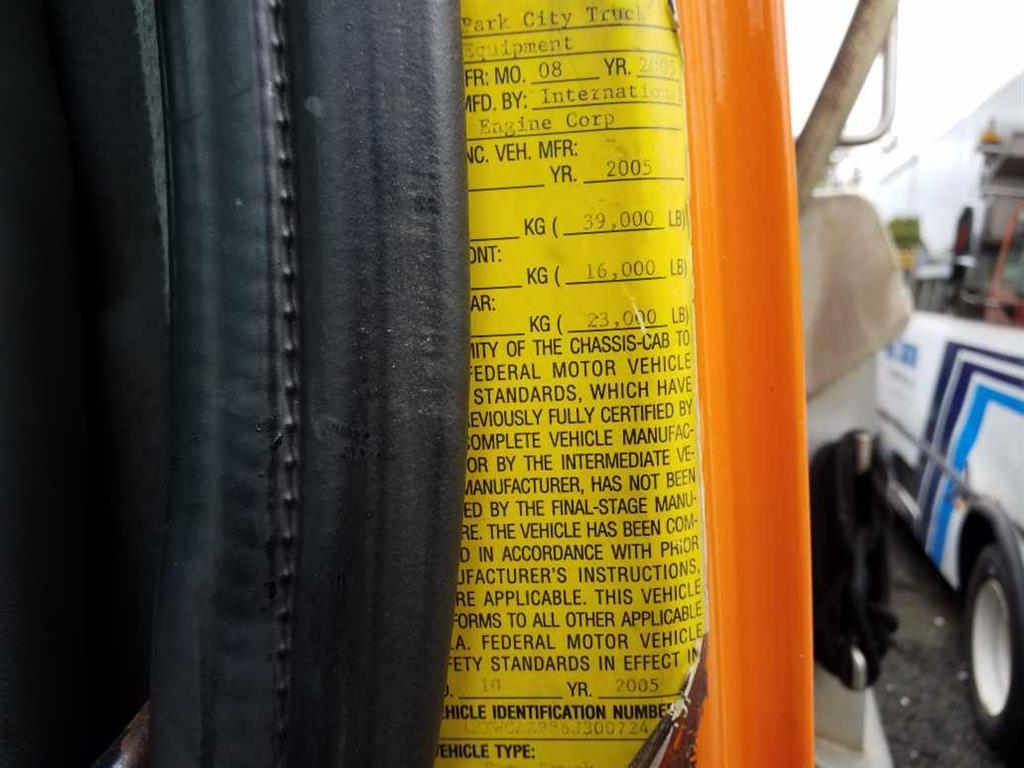 Park City Truck
Equipment
FR: MO. 08 YR. 2005
MFD. BY: International
Engine Corp
NC. VEH. MFR:
YR. 2005
KG ( 39,000 LB)
ONT:
KG ( 16,000 LB)
AR:
KG ( 23,000 LB)
MITY OF THE CHASSIS-CAB TO
FEDERAL MOTOR VEHICLE
STANDARDS, WHICH HAVE
EVIOUSLY FULLY CERTIFIED BY
COMPLETE VEHICLE MANUFAC-
OR BY THE INTERMEDIATE VE-
MANUFACTURER, HAS NOT BEEN
ED BY THE FINAL-STAGE MANU-
RE. THE VEHICLE HAS BEEN COM-
D IN ACCORDANCE WITH PRIOR
UFACTURER'S INSTRUCTIONS,
RE APPLICABLE. THIS VEHICLE
FORMS TO ALL OTHER APPLICABLE
.A. FEDERAL MOTOR VEHICLE
FETY STANDARDS IN EFFECT IN
. 10 YR. 2005
EHICLE IDENTIFICATION NUMBE
VEHICLE TYPE: